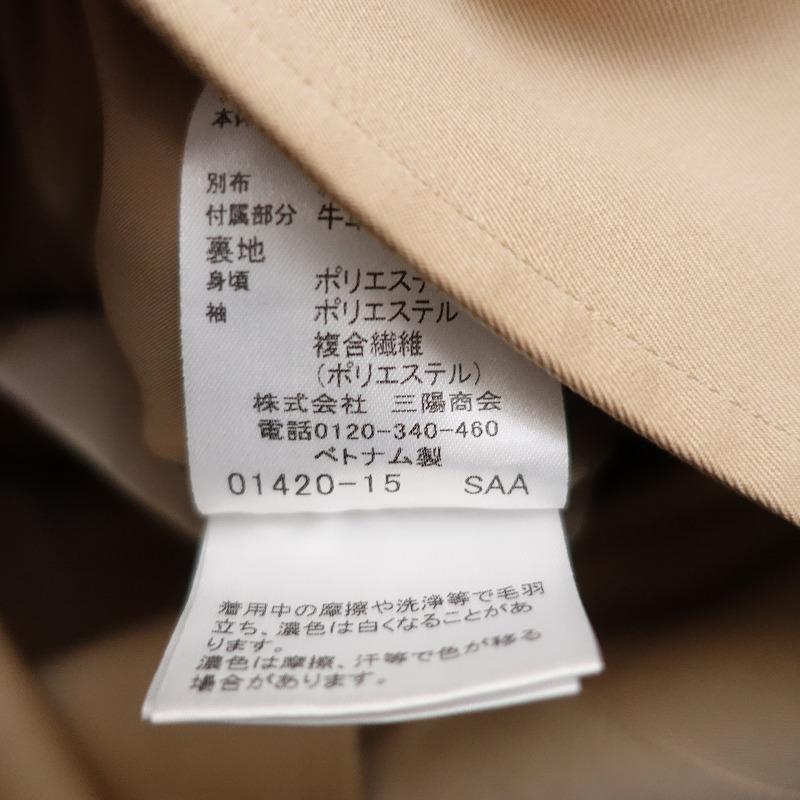 別布
付属部分 牛
裏地
身頃 ポリエステ
袖 ポリエステル
複合繊維
(ポリエステル)
株式会社 三陽商会
電話0120-340-460
ベトナム製
01420-15 SAA
着用中の摩擦や洗浄等で毛羽
立ち、濃色は白くなることがあ
ります。
濃色は摩擦、汗等で色が移る
場合があります。